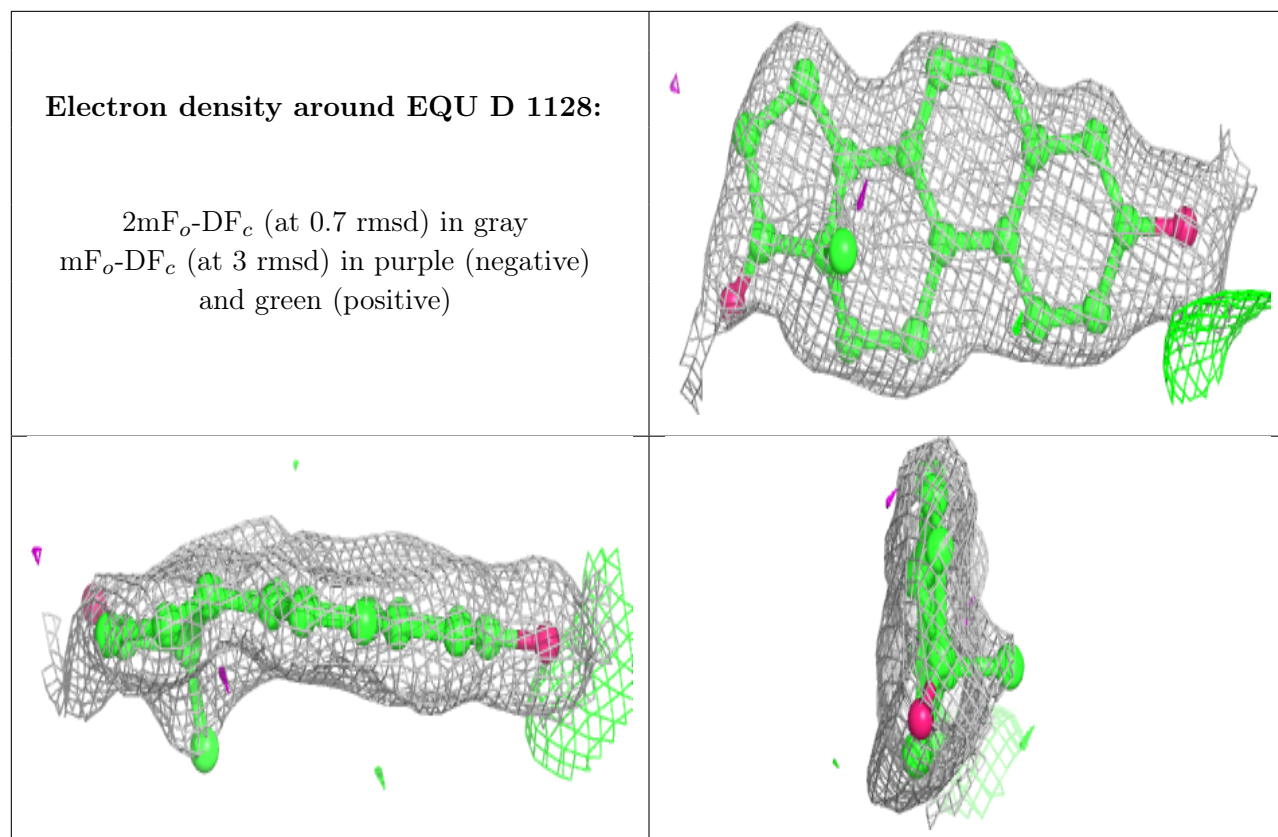 Electron density around EQU D 1128:
2mFo-DFc (at 0.7 rmsd) in gray
mFo-DFc (at 3 rmsd) in purple (negative)
and green (positive)